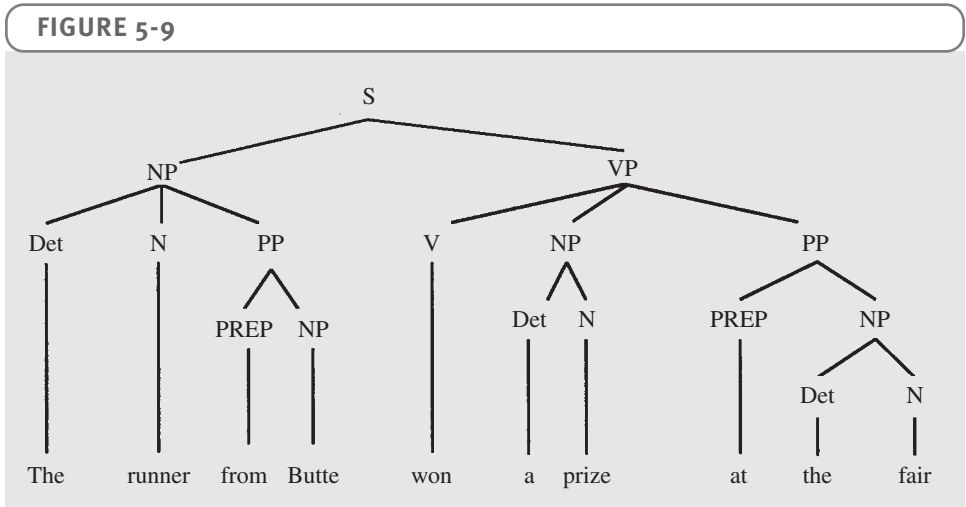 FIGURE 5-9
S
NP VP
Det N PP V NP PP
PREP NP Det N PREP NP
Det N
The runner from Butte won a prize at the fair